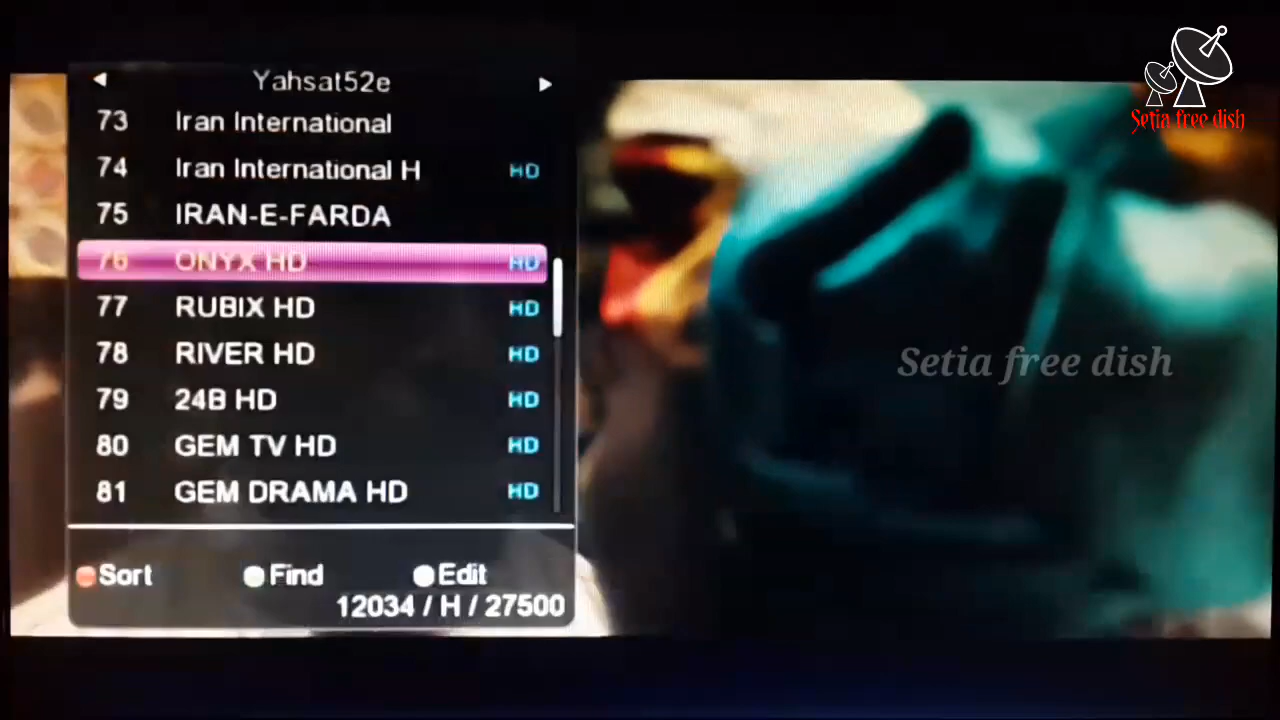 Yahsat52e
73 Iran International
74 Iran International H HD
75 IRAN-E-FARDA
76 ONYX HD HD
77 RUBIX HD HD
78 RIVER HD HD
79 24B HD HD
80 GEM TV HD HD
81 GEM DRAMA HD HD
Sort Find Edit
12034 / H / 27500
Setia free dish
Setia free dish